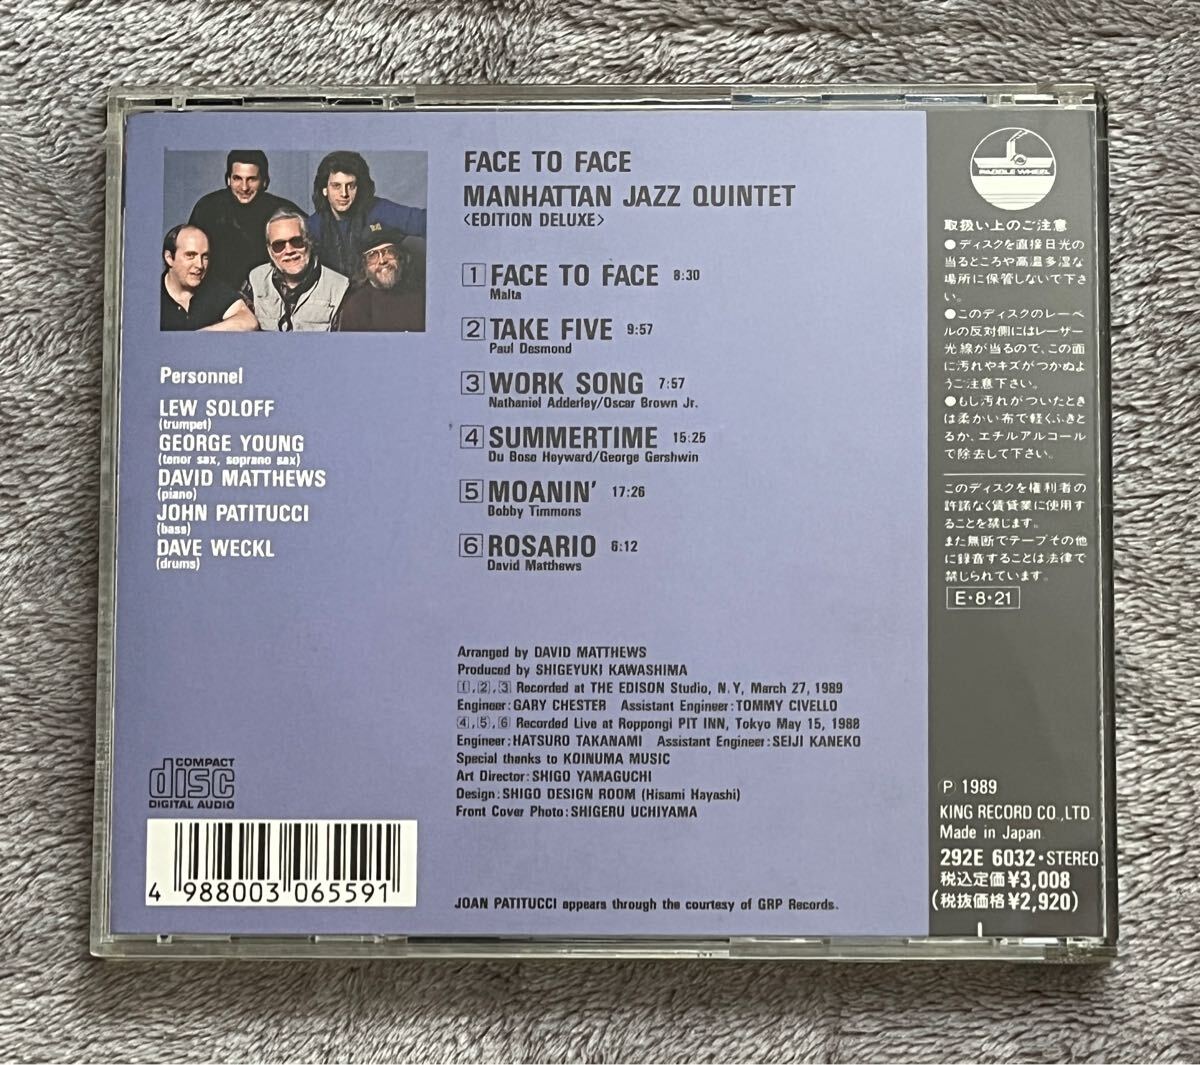 FACE TO FACE
MANHATTAN JAZZ QUINTET
<EDITION DELUXE>
1 FACE TO FACE 8:30
Malta
2 TAKE FIVE 9:57
Paul Desmond
3 WORK SONG 7:57
Nathaniel Adderley/Oscar Brown Jr.
4 SUMMERTIME 15:25
Du Bose Heyward/George Gershwin
5 MOANIN' 17:26
Bobby Timmons
6 ROSARIO 6:12
David Matthews
Personnel
LEW SOLOFF
(trumpet)
GEORGE YOUNG
(tenor sax, soprano sax)
DAVID MATTHEWS
(piano)
JOHN PATITUCCI
(bass)
DAVE WECKL
(drums)
Arranged by DAVID MATTHEWS
Produced by SHIGEYUKI KAWASHIMA
1,2,3 Recorded at THE EDISON Studio, N.Y, March 27, 1989
Engineer:GARY CHESTER Assistant Engineer:TOMMY CIVELLO
4,5,6 Recorded Live at Roppongi PIT INN, Tokyo May 15, 1988
Engineer:HATSURO TAKANAMI Assistant Engineer:SEIJI KANEKO
Special thanks to KOINUMA MUSIC
Art Director:SHIGO YAMAGUCHI
Design:SHIGO DESIGN ROOM (Hisami Hayashi)
Front Cover Photo:SHIGERU UCHIYAMA
JOAN PATITUCCI appears through the courtesy of GRP Records.
COMPACT
disc
DIGITAL AUDIO
4 988003 065591
PADDLE WHEEL
取扱い上のご注意
●ディスクを直接日光の
当るところや高温多湿な
場所に保管しないで下さ
い。
●このディスクのレーベ
ルの反対側にはレーザー
光線が当るので、この面
に汚れやキズがつかぬよ
うご注意下さい。
●もし汚れがついたとき
は柔かい布で軽くふきと
るか、エチルアルコール
で除去して下さい。
このディスクを権利者の
許諾なく賃貸業に使用す
ることを禁じます。
また無断でテープその他
に録音することは法律で
禁じられています。
E・8・21
Ⓟ 1989
KING RECORD CO.,LTD.
Made in Japan.
292E 6032・STEREO
税込定価¥3,008
(税抜価格¥2,920)